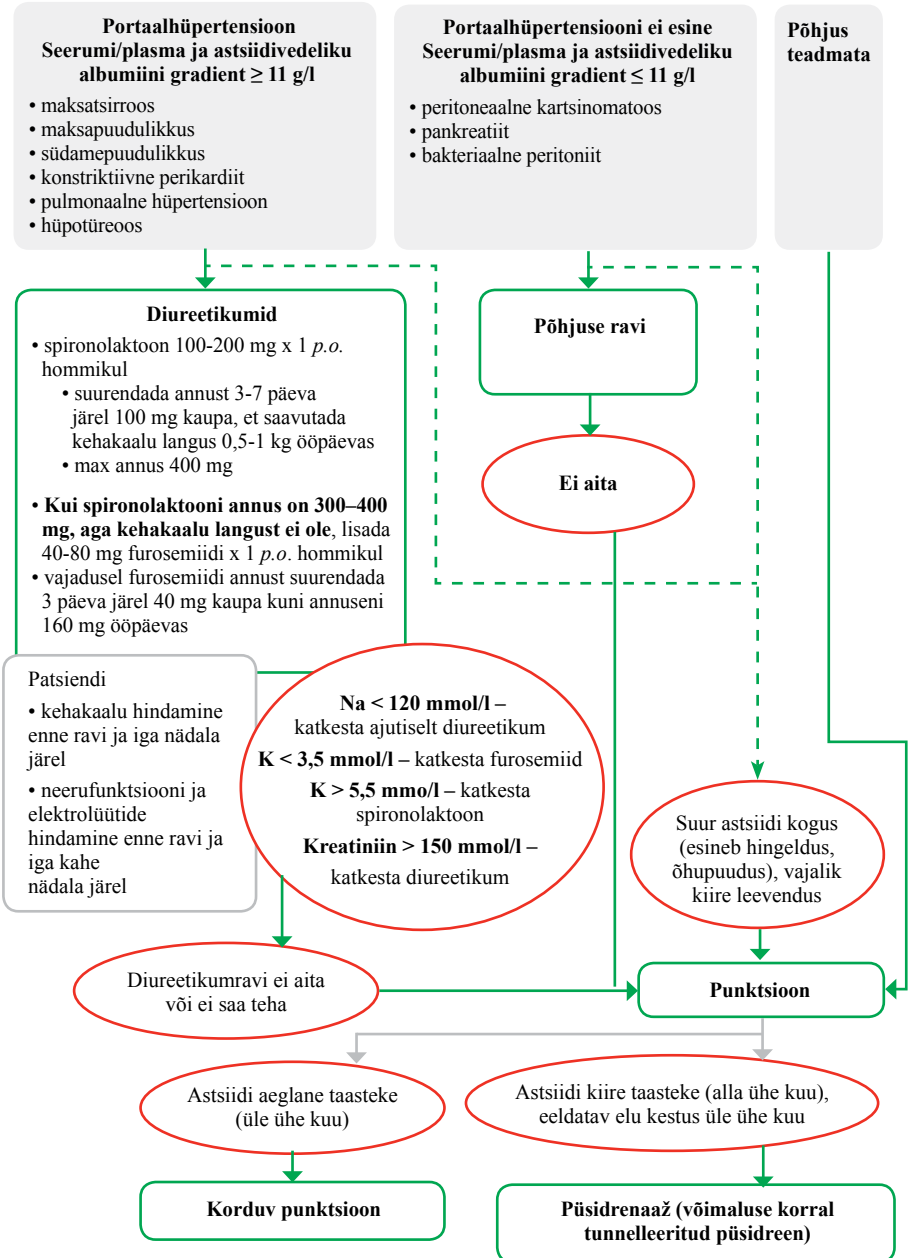 Portaalhüpertensioon
Seerumi/plasma ja astsiidivedeliku
albumiini gradient ≥ 11 g/l
• maksatsirroos
• maksapuudulikkus
• südamepuudulikkus
• konstriktiivne perikardiit
• pulmonaalne hüpertensioon
• hüpotüreoos
Portaalhüpertensiooni ei esine
Seerumi/plasma ja astsiidivedeliku
albumiini gradient ≤ 11 g/l
• peritoneaalne kartsinomatoos
• pankreatiit
• bakteriaalne peritoniit
Põhjus
teadmata
Diureetikumid
• spironolaktoon 100-200 mg x 1 p.o.
hommikul
• suurendada annust 3-7 päeva
järel 100 mg kaupa, et saavutada
kehakaalu langus 0,5-1 kg ööpäevas
• max annus 400 mg
• Kui spironolaktooni annus on 300–400
mg, aga kehakaalu langust ei ole, lisada
40-80 mg furosemiidi x 1 p.o. hommikul
• vajadusel furosemiidi annust suurendada
3 päeva järel 40 mg kaupa kuni annuseni
160 mg ööpäevas
Põhjuse ravi
Ei aita
Patsiendi
• kehakaalu hindamine
enne ravi ja iga nädala
järel
• neerufunktsiooni ja
elektrolüütide
hindamine enne ravi ja
iga kahe
nädala järel
Na < 120 mmol/l –
katkesta ajutiselt diureetikum
K < 3,5 mmol/l – katkesta furosemiid
K > 5,5 mmo/l – katkesta
spironolaktoon
Kreatiniin > 150 mmol/l –
katkesta diureetikum
Suur astsiidi kogus
(esineb hingeldus,
õhupuudus), vajalik
kiire leevendus
Diureetikumravi ei aita
või ei saa teha
Punktsioon
Astsiidi aeglane taasteke
(üle ühe kuu)
Astsiidi kiire taasteke (alla ühe kuu),
eeldatav elu kestus üle ühe kuu
Korduv punktsioon
Püsidrenaaž (võimaluse korral
tunnelleeritud püsidreen)